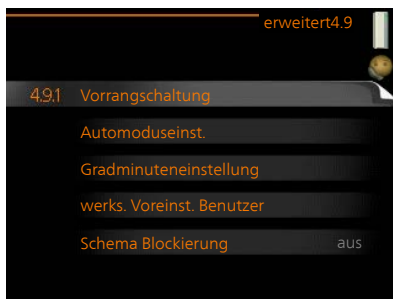 erweitert4.9
4.9.1 Vorrangschaltung
Automoduseinst.
Gradminuteneinstellung
werks. Voreinst. Benutzer
Schema Blockierung aus